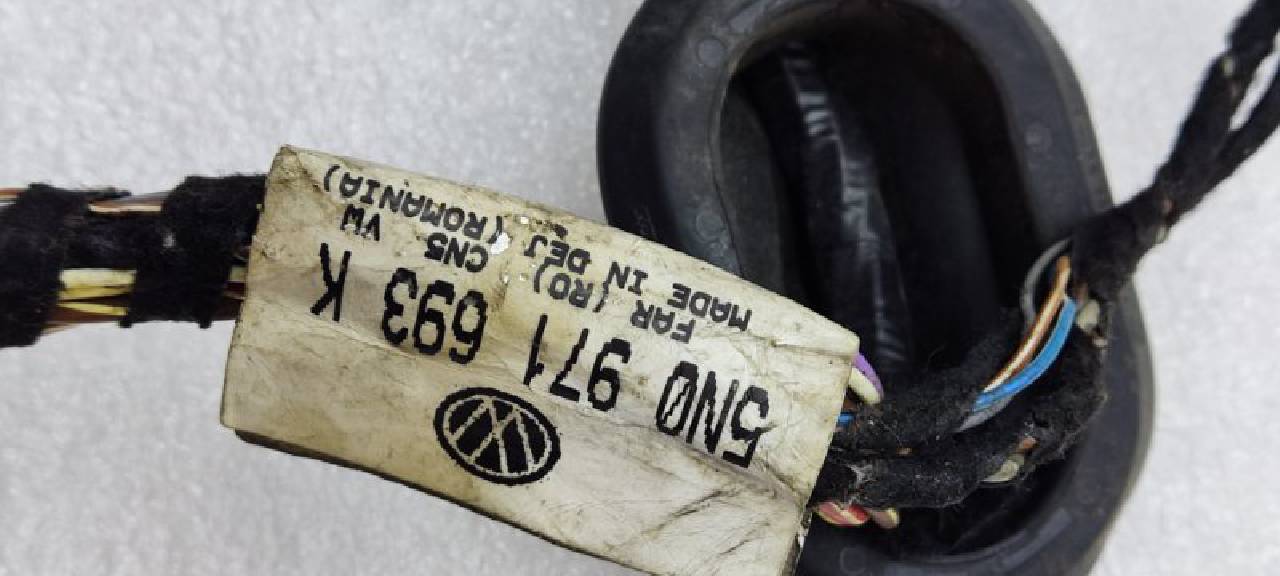 5N0 971 693 K
FAR (RO) CN5 VW
MADE IN DEJ (ROMANIA)